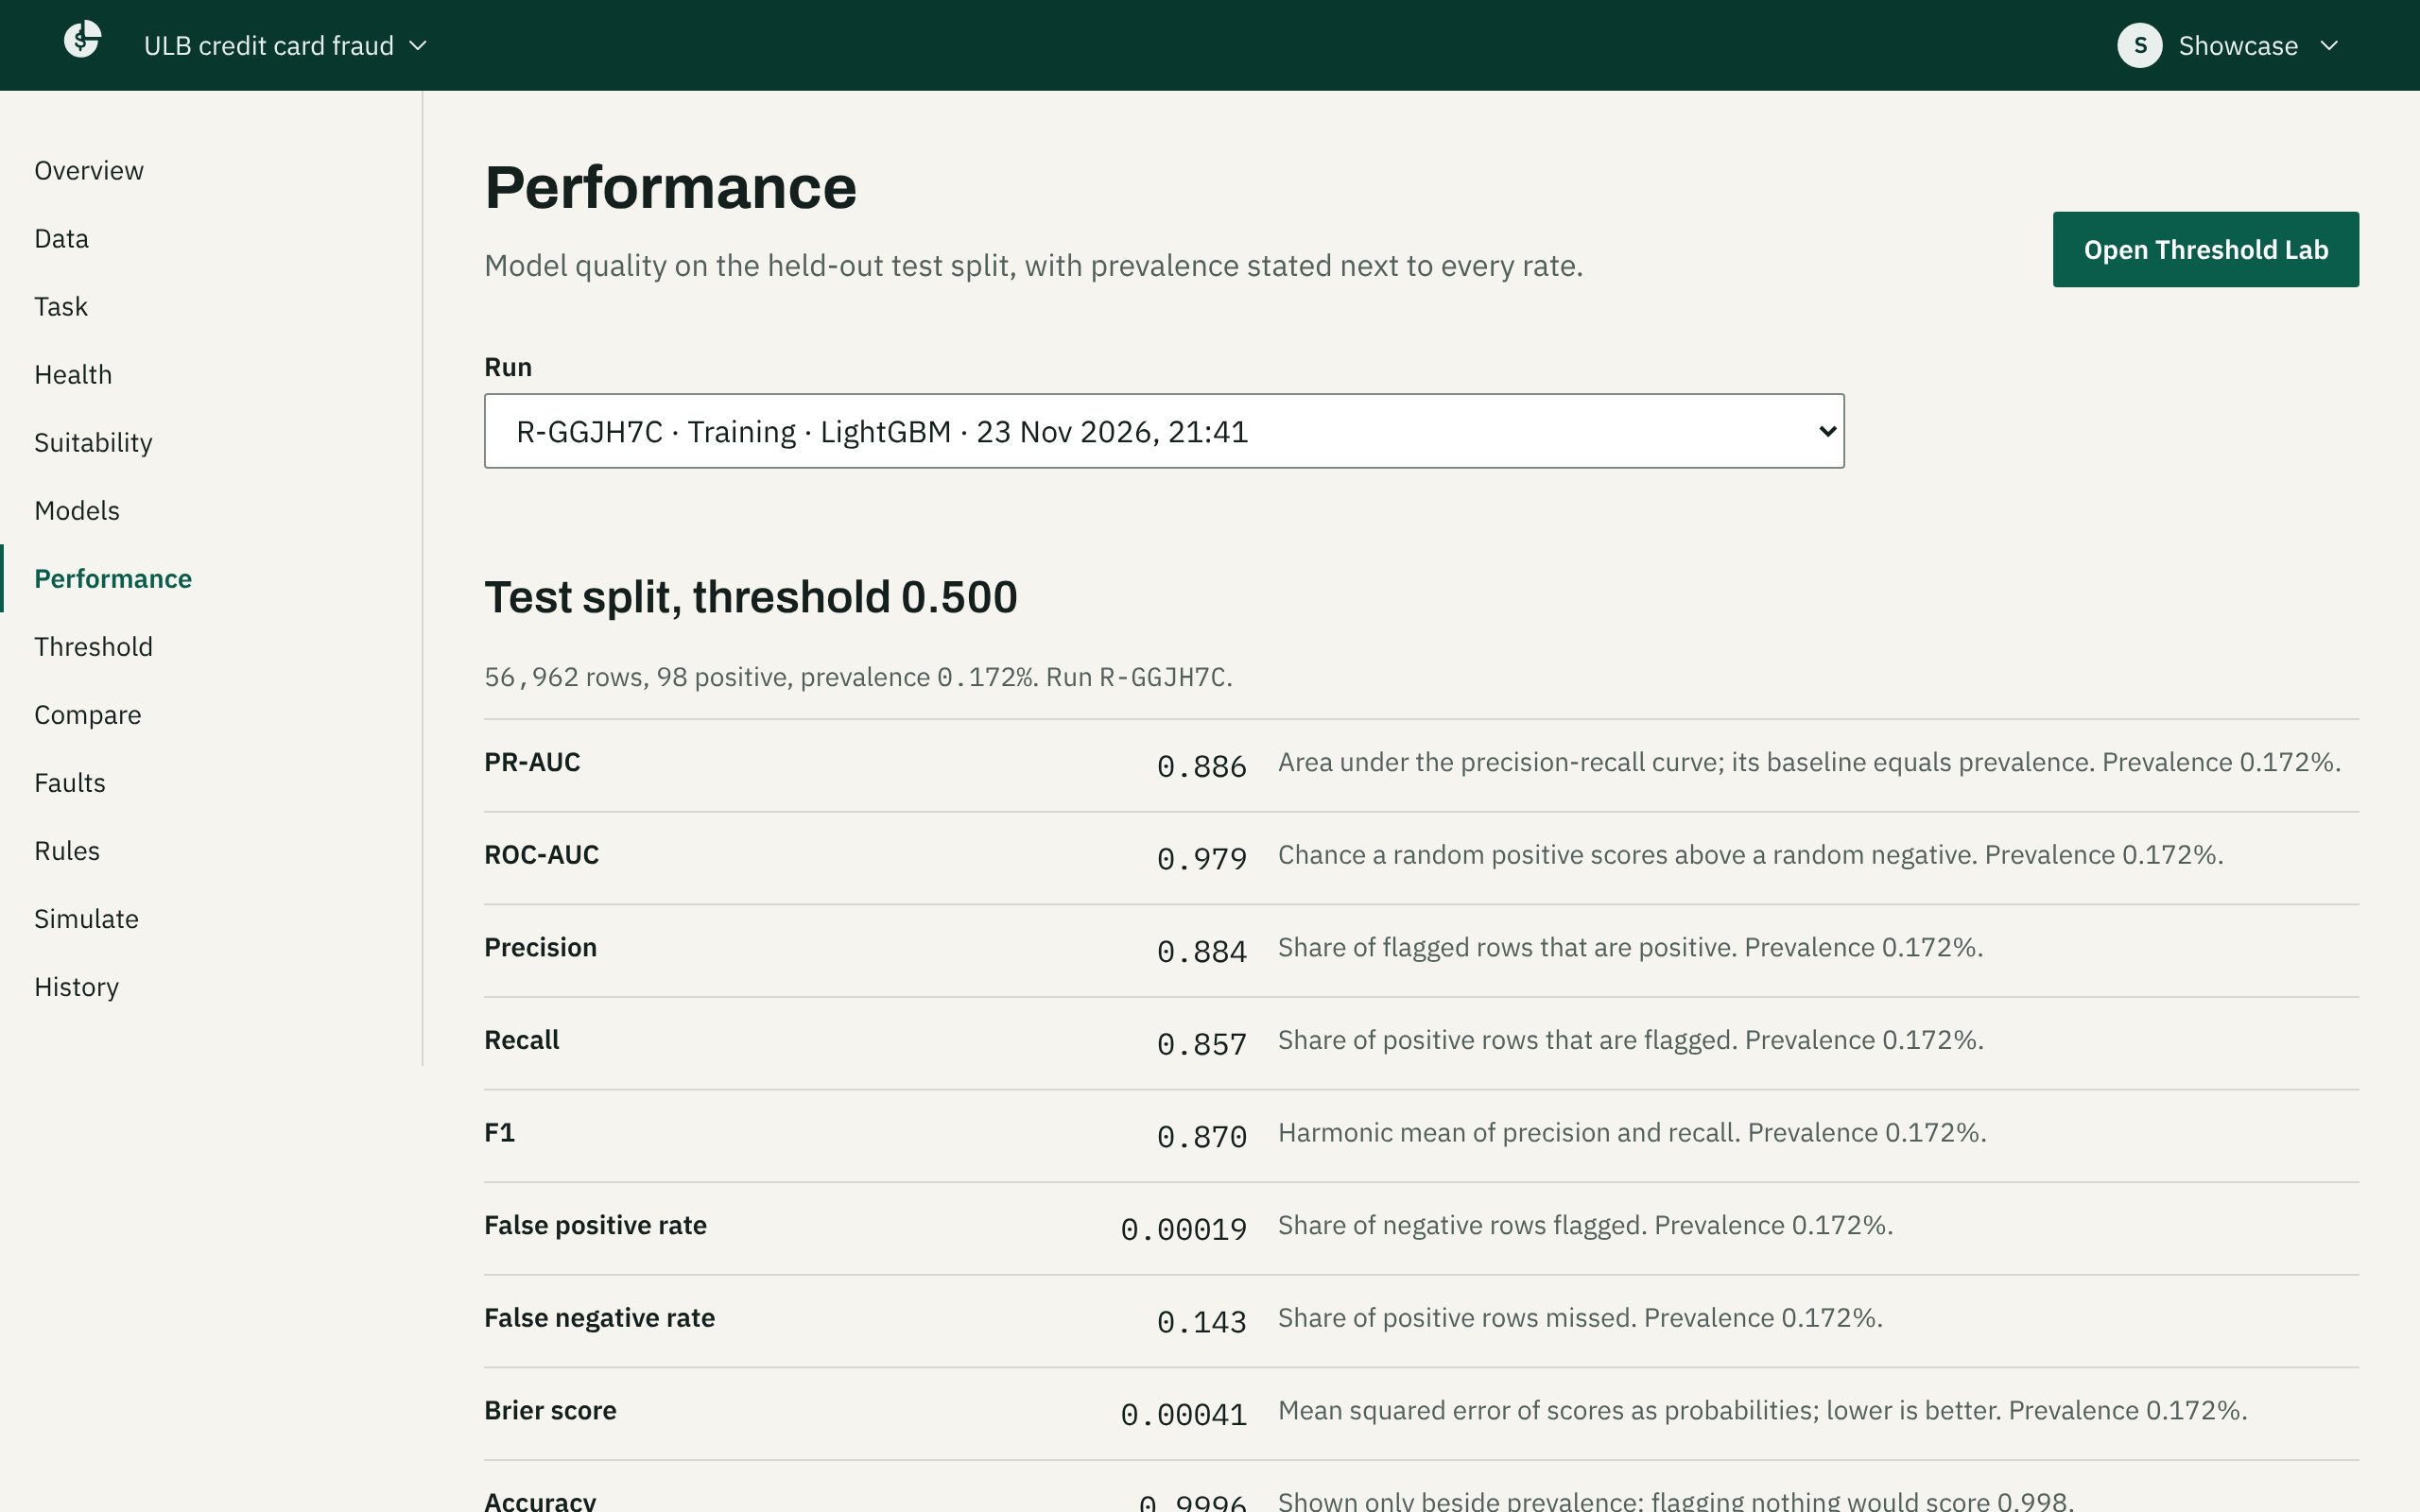 ULB credit card fraud
S Showcase
Overview
Data
Task
Health
Suitability
Models
Performance
Threshold
Compare
Faults
Rules
Simulate
History
Performance
Model quality on the held-out test split, with prevalence stated next to every rate.
Open Threshold Lab
Run
R-GGJH7C · Training · LightGBM · 23 Nov 2026, 21:41
Test split, threshold 0.500
56,962 rows, 98 positive, prevalence 0.172%. Run R-GGJH7C.
PR-AUC 0.886 Area under the precision-recall curve; its baseline equals prevalence. Prevalence 0.172%.
ROC-AUC 0.979 Chance a random positive scores above a random negative. Prevalence 0.172%.
Precision 0.884 Share of flagged rows that are positive. Prevalence 0.172%.
Recall 0.857 Share of positive rows that are flagged. Prevalence 0.172%.
F1 0.870 Harmonic mean of precision and recall. Prevalence 0.172%.
False positive rate 0.00019 Share of negative rows flagged. Prevalence 0.172%.
False negative rate 0.143 Share of positive rows missed. Prevalence 0.172%.
Brier score 0.00041 Mean squared error of scores as probabilities; lower is better. Prevalence 0.172%.
Accuracy 0.9996 Shown only beside prevalence: flagging nothing would score 0.998.